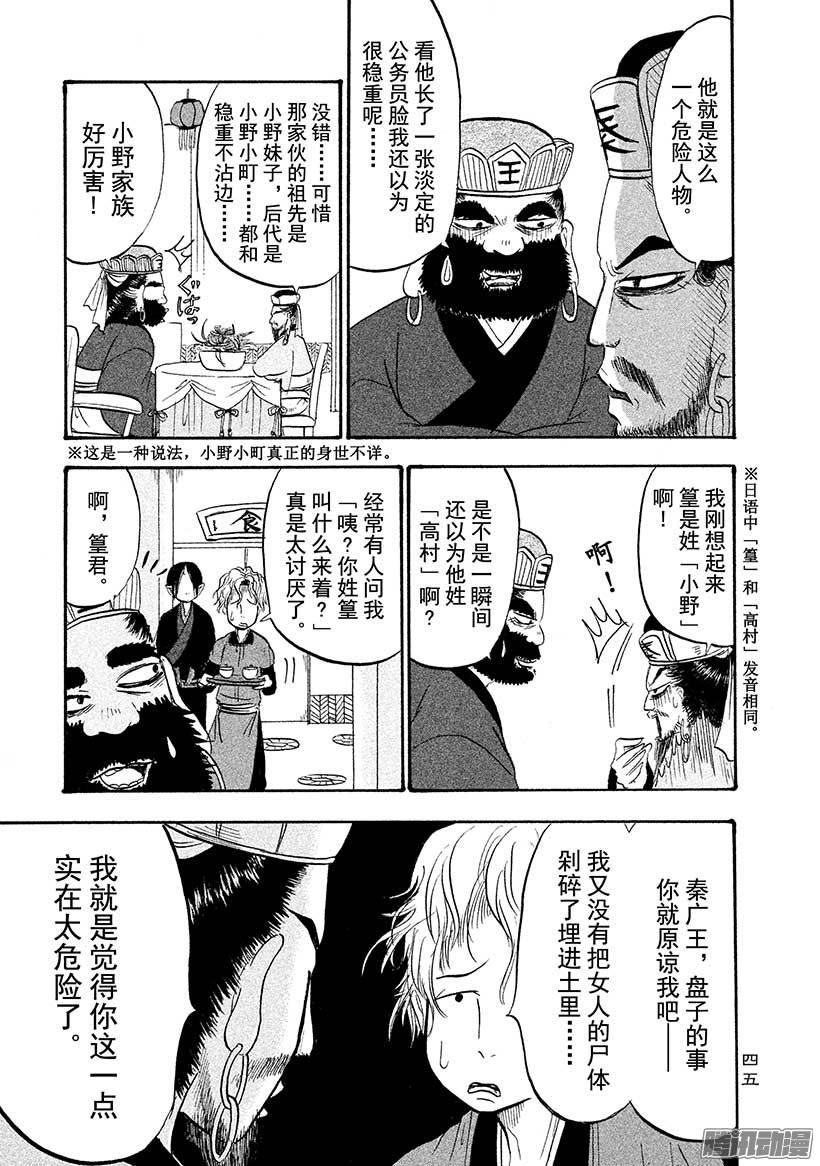 他就是这么
一个危险人物。
看他长了一张淡定的
公务员脸我还以为
很稳重呢……
王
没错……可惜
那家伙的祖先是
小野妹子，后代是
小野小町……都和
稳重不沾边……
小野家族
好厉害！
ぐはっ
※这是一种说法，小野小町真正的身世不详。
※日语中「篁」和「高村」发音相同。
我刚想起来
篁是姓「小野」
啊！
啊！
是不是一瞬间
还以为他姓
「高村」啊？
经常有人问我
「咦？你姓篁
叫什么来着？」
真是太讨厌了。
食
啊，篁君。
秦广王，盘子的事
你就原谅我吧——
我又没有把女人的尸体
剁碎了埋进土里……
我就是觉得你这一点
实在太危险了。
四五
腾讯动漫